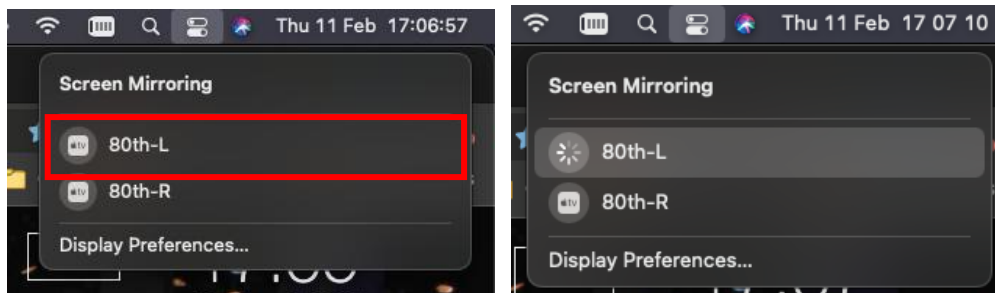 Thu 11 Feb 17:06:57
Screen Mirroring
tv 80th-L
tv 80th-R
Display Preferences...
Thu 11 Feb 17 07 10
Screen Mirroring
80th-L
tv 80th-R
Display Preferences...